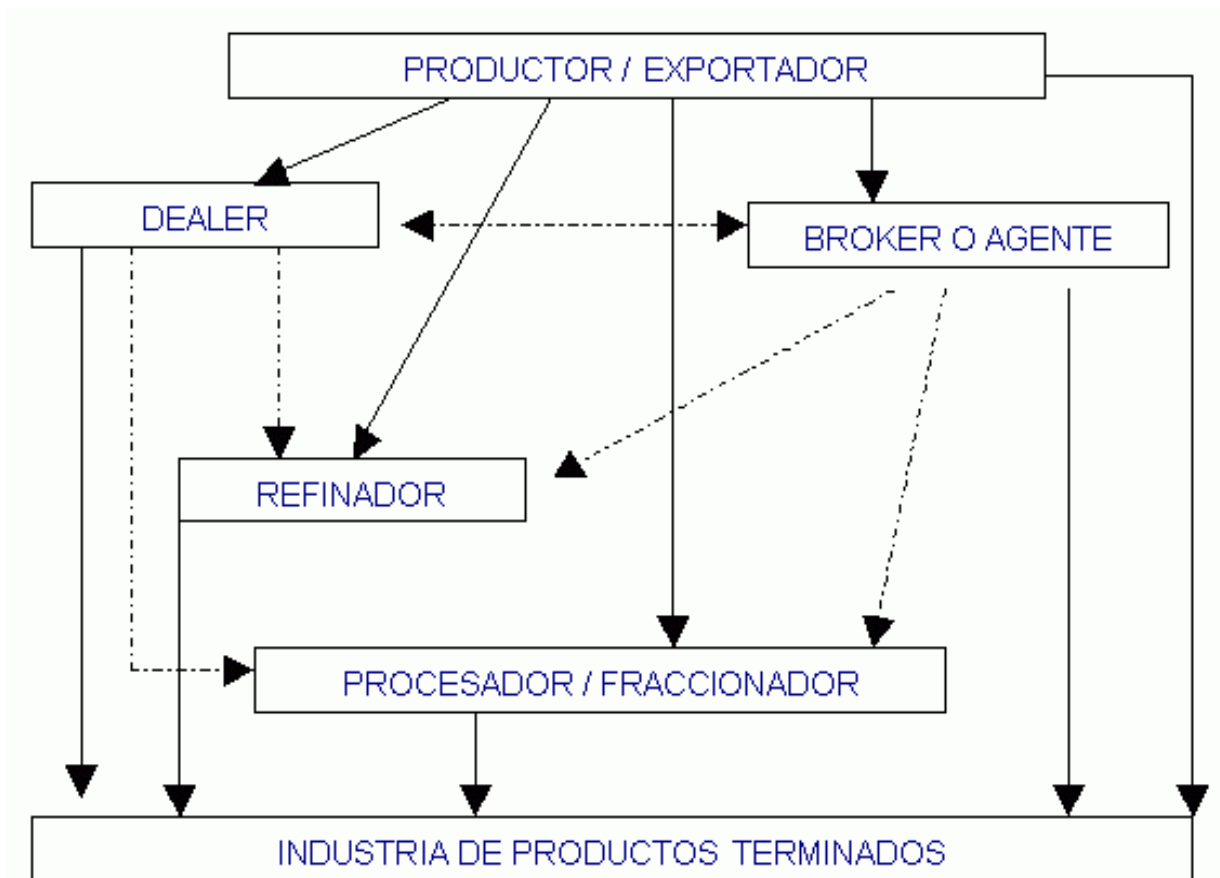 PRODUCTOR / EXPORTADOR
DEALER
BROKER O AGENTE
REFINADOR
PROCESADOR / FRACCIONADOR
INDUSTRIA DE PRODUCTOS TERMINADOS